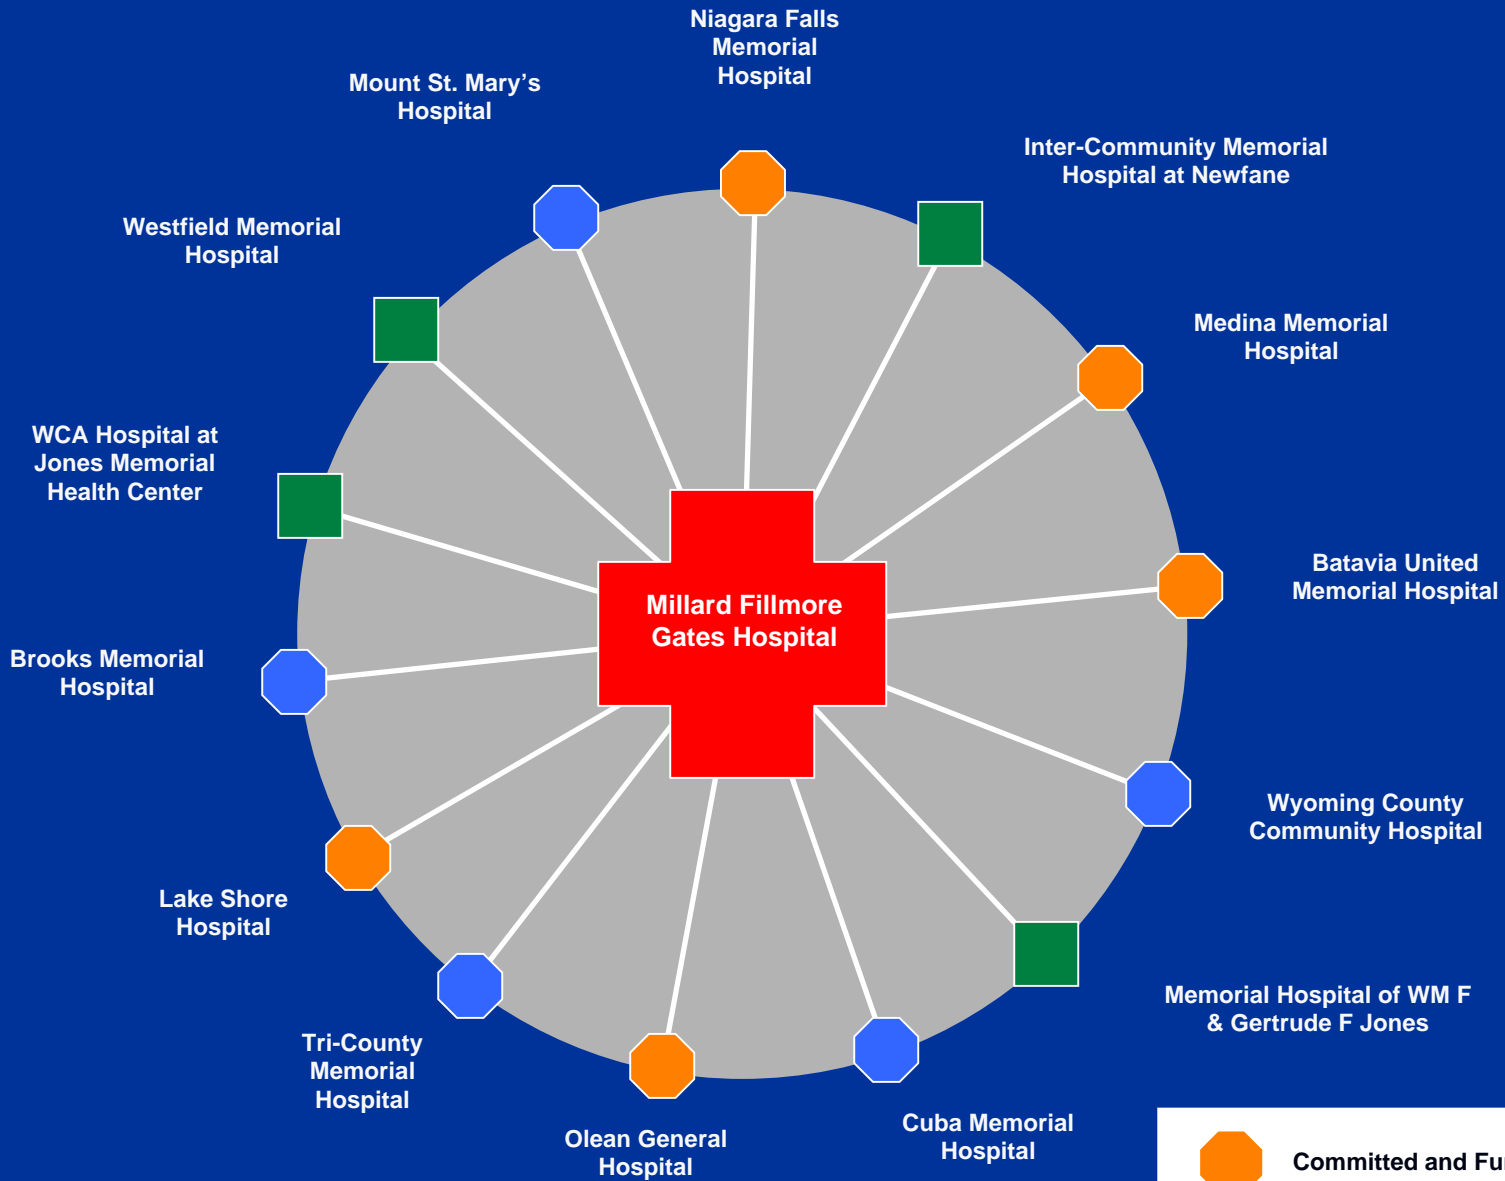 Niagara Falls
Memorial
Hospital
Mount St. Mary’s
Hospital
Inter-Community Memorial
Hospital at Newfane
Westfield Memorial
Hospital
Medina Memorial
Hospital
WCA Hospital at
Jones Memorial
Health Center
Batavia United
Memorial Hospital
Millard Fillmore
Gates Hospital
Brooks Memorial
Hospital
Wyoming County
Community Hospital
Lake Shore
Hospital
Memorial Hospital of WM F
& Gertrude F Jones
Tri-County
Memorial
Hospital
Cuba Memorial
Hospital
Olean General
Hospital
Committed and